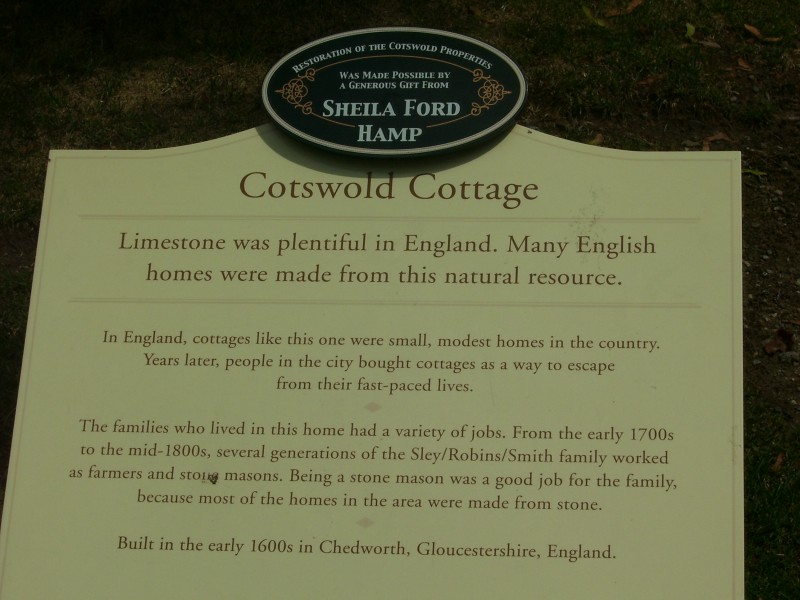 Restoration of the Cotswold Properties
Was Made Possible by
a Generous Gift From
Sheila Ford
Hamp
Cotswold Cottage
Limestone was plentiful in England. Many English
homes were made from this natural resource.
In England, cottages like this one were small, modest homes in the country.
Years later, people in the city bought cottages as a way to escape
from their fast-paced lives.
The families who lived in this home had a variety of jobs. From the early 1700s
to the mid-1800s, several generations of the Sley/Robins/Smith family worked
as farmers and stone masons. Being a stone mason was a good job for the family,
because most of the homes in the area were made from stone.
Built in the early 1600s in Chedworth, Gloucestershire, England.